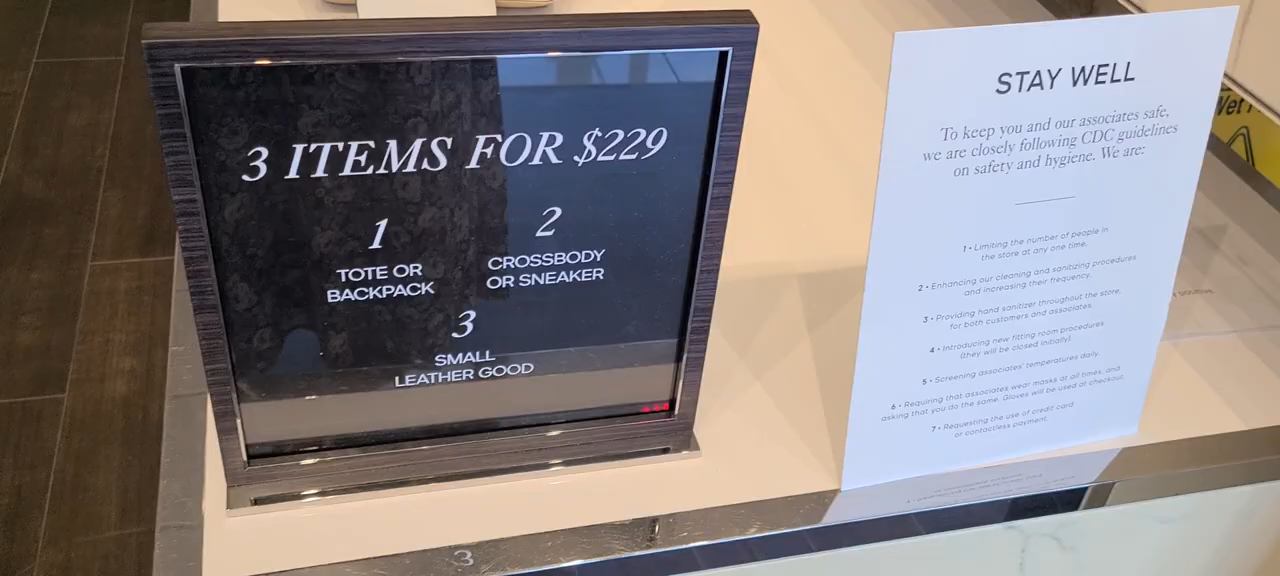 3 ITEMS FOR $229
1
TOTE OR
BACKPACK
2
CROSSBODY
OR SNEAKER
3
SMALL
LEATHER GOOD
STAY WELL
To keep you and our associates safe,
we are closely following CDC guidelines
on safety and hygiene. We are:
1 • Limiting the number of people in
the store at any one time.
2 • Enhancing our cleaning and sanitizing procedures
and increasing their frequency.
3 • Providing hand sanitizer throughout the store,
for both customers and associates.
4 • Introducing new fitting room procedures
(they will be closed initially).
5 • Screening associates' temperatures daily.
6 • Requiring that associates wear masks at all times, and
asking that you do the same. Gloves will be used at checkout.
7 • Requesting the use of credit card
or contactless payment.
Wet
3